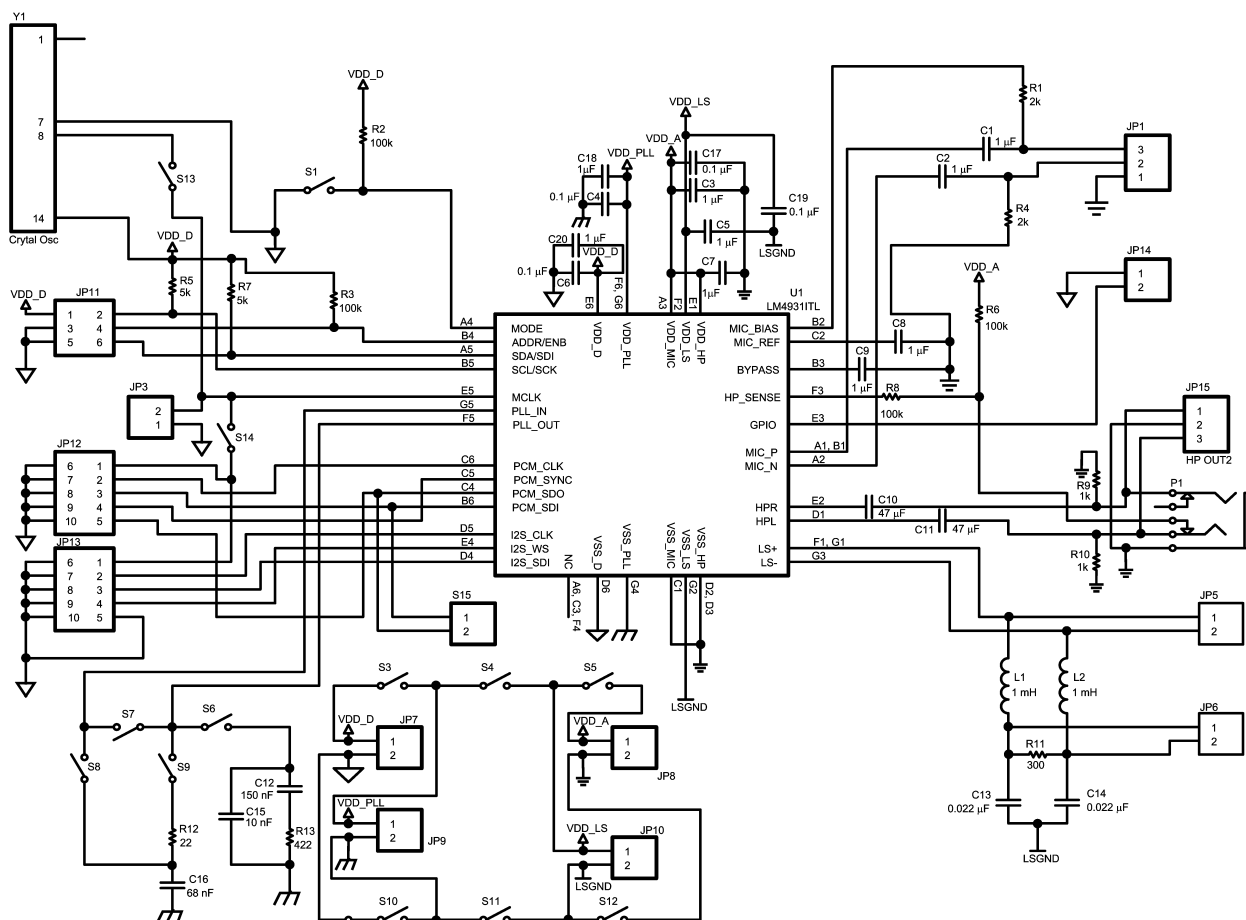 Y1
1
7
8
14
Crytal Osc
S13
VDD_D
R2
100k
S1
VDD_D
R5
5k
R7
5k
R3
100k
VDD_D
JP11
1 2
3 4
5 6
JP3
2
1
S14
JP12
6 1
7 2
8 3
9 4
10 5
JP13
6 1
7 2
8 3
9 4
10 5
S15
1
2
C18
1µF
VDD_PLL
0.1 µF
C4
C20
1 µF
VDD_D
0.1 µF
C6
VDD_LS
VDD_A
C17
0.1 µF
C3
1 µF
C5
1 µF
C7
1µF
C19
0.1 µF
LSGND
U1
LM4931ITL
E6
F6, G6
A3
F2
E1
VDD_D
VDD_PLL
VDD_MIC
VDD_LS
VDD_HP
A4 MODE
B4 ADDR/ENB
A5 SDA/SDI
B5 SCL/SCK
E5 MCLK
G5 PLL_IN
F5 PLL_OUT
C6 PCM_CLK
C5 PCM_SYNC
C4 PCM_SDO
B6 PCM_SDI
D5 I2S_CLK
E4 I2S_WS
D4 I2S_SDI
MIC_BIAS B2
MIC_REF C2
BYPASS B3
HP_SENSE F3
GPIO E3
MIC_P A1, B1
MIC_N A2
HPR E2
HPL D1
LS+ F1, G1
LS- G3
NC
VSS_D
VSS_PLL
VSS_MIC
VSS_LS
VSS_HP
A6, C3, F4
D6
G4
C1
G2
D2, D3
LSGND
R1
2k
C1
1 µF
C2
1 µF
R4
2k
JP1
3
2
1
JP14
1
2
VDD_A
R6
100k
C8
1 µF
C9
1 µF
R8
100k
JP15
1
2
3
HP OUT2
R9
1k
P1
C10
47 µF
C11
47 µF
R10
1k
JP5
1
2
L1
1 mH
L2
1 mH
JP6
1
2
R11
300
C13
0.022 µF
C14
0.022 µF
LSGND
S7
S6
S8
S9
C12
150 nF
C15
10 nF
R12
22
R13
422
C16
68 nF
S3
S4
S5
VDD_D
JP7
1
2
VDD_A
1
2
JP8
VDD_PLL
1
2
JP9
VDD_LS
JP10
1
2
LSGND
S10
S11
S12